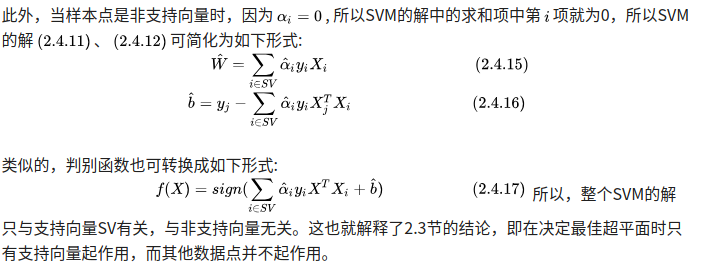 此外，当样本点是非支持向量时，因为 $\alpha_i = 0$ , 所以SVM的解中的求和项中第 $i$ 项就为0，所以SVM
的解 (2.4.11) 、 (2.4.12) 可简化为如下形式:
$\hat{W} = \sum_{i \in SV} \hat{\alpha}_i y_i X_i$ (2.4.15)
$\hat{b} = y_j - \sum_{i \in SV} \hat{\alpha}_i y_i X_j^T X_i$ (2.4.16)
类似的，判别函数也可转换成如下形式:
$f(X) = sign(\sum_{i \in SV} \hat{\alpha}_i y_i X^T X_i + \hat{b})$ (2.4.17) 所以，整个SVM的解
只与支持向量SV有关，与非支持向量无关。这也就解释了2.3节的结论，即在决定最佳超平面时只
有支持向量起作用，而其他数据点并不起作用。